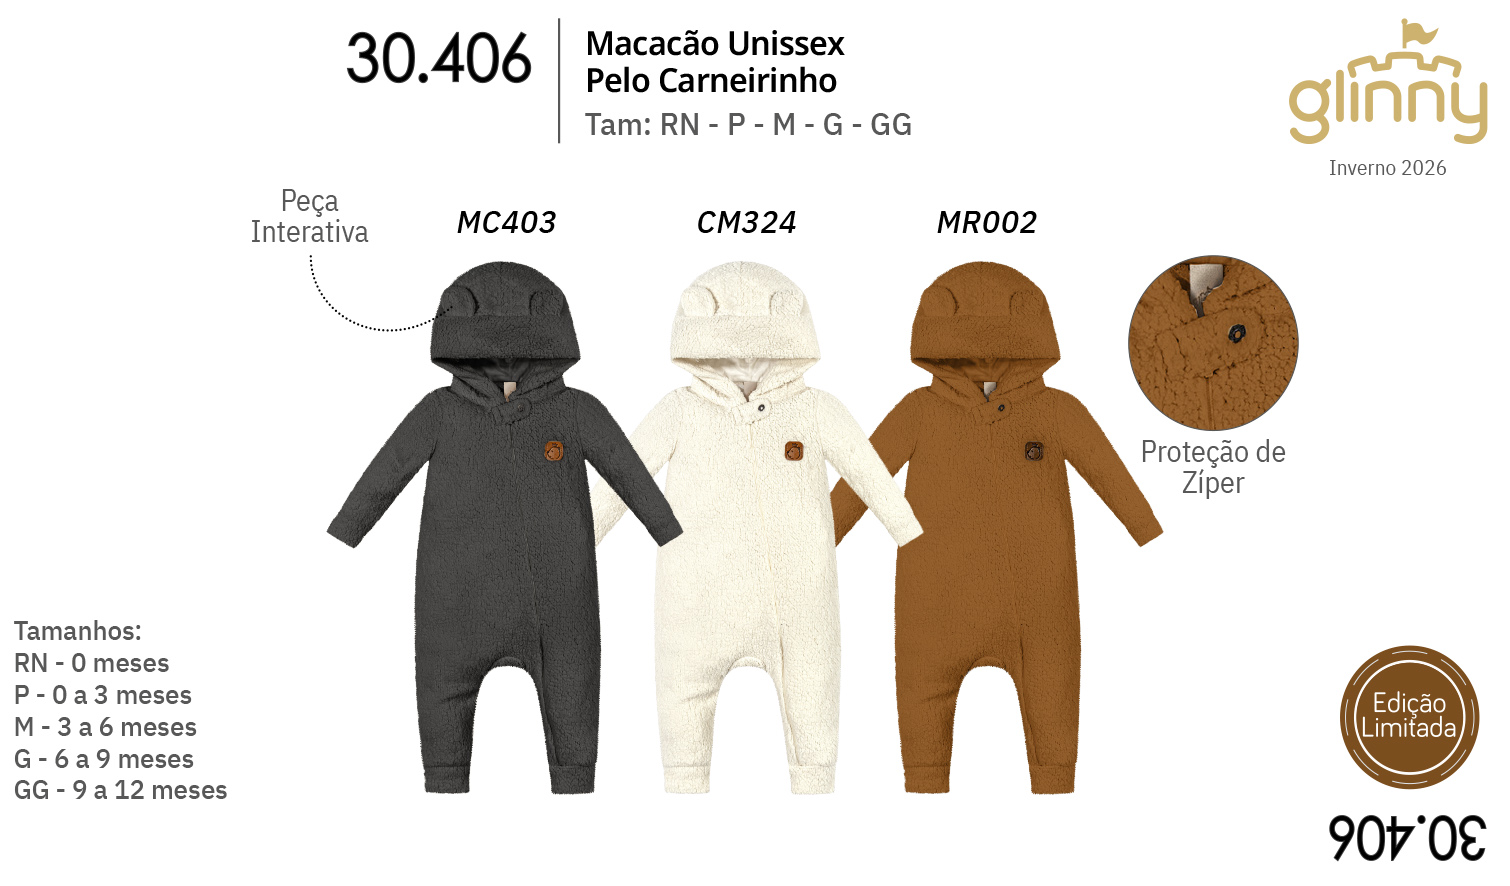 30.406
Macacão Unissex
Pelo Carneirinho
Tam: RN - P - M - G - GG
glinny
Inverno 2026
Peça
Interativa
MC403
CM324
MR002
Proteção de
Zíper
Tamanhos:
RN - 0 meses
P - 0 a 3 meses
M - 3 a 6 meses
G - 6 a 9 meses
GG - 9 a 12 meses
Edição
Limitada
30.406